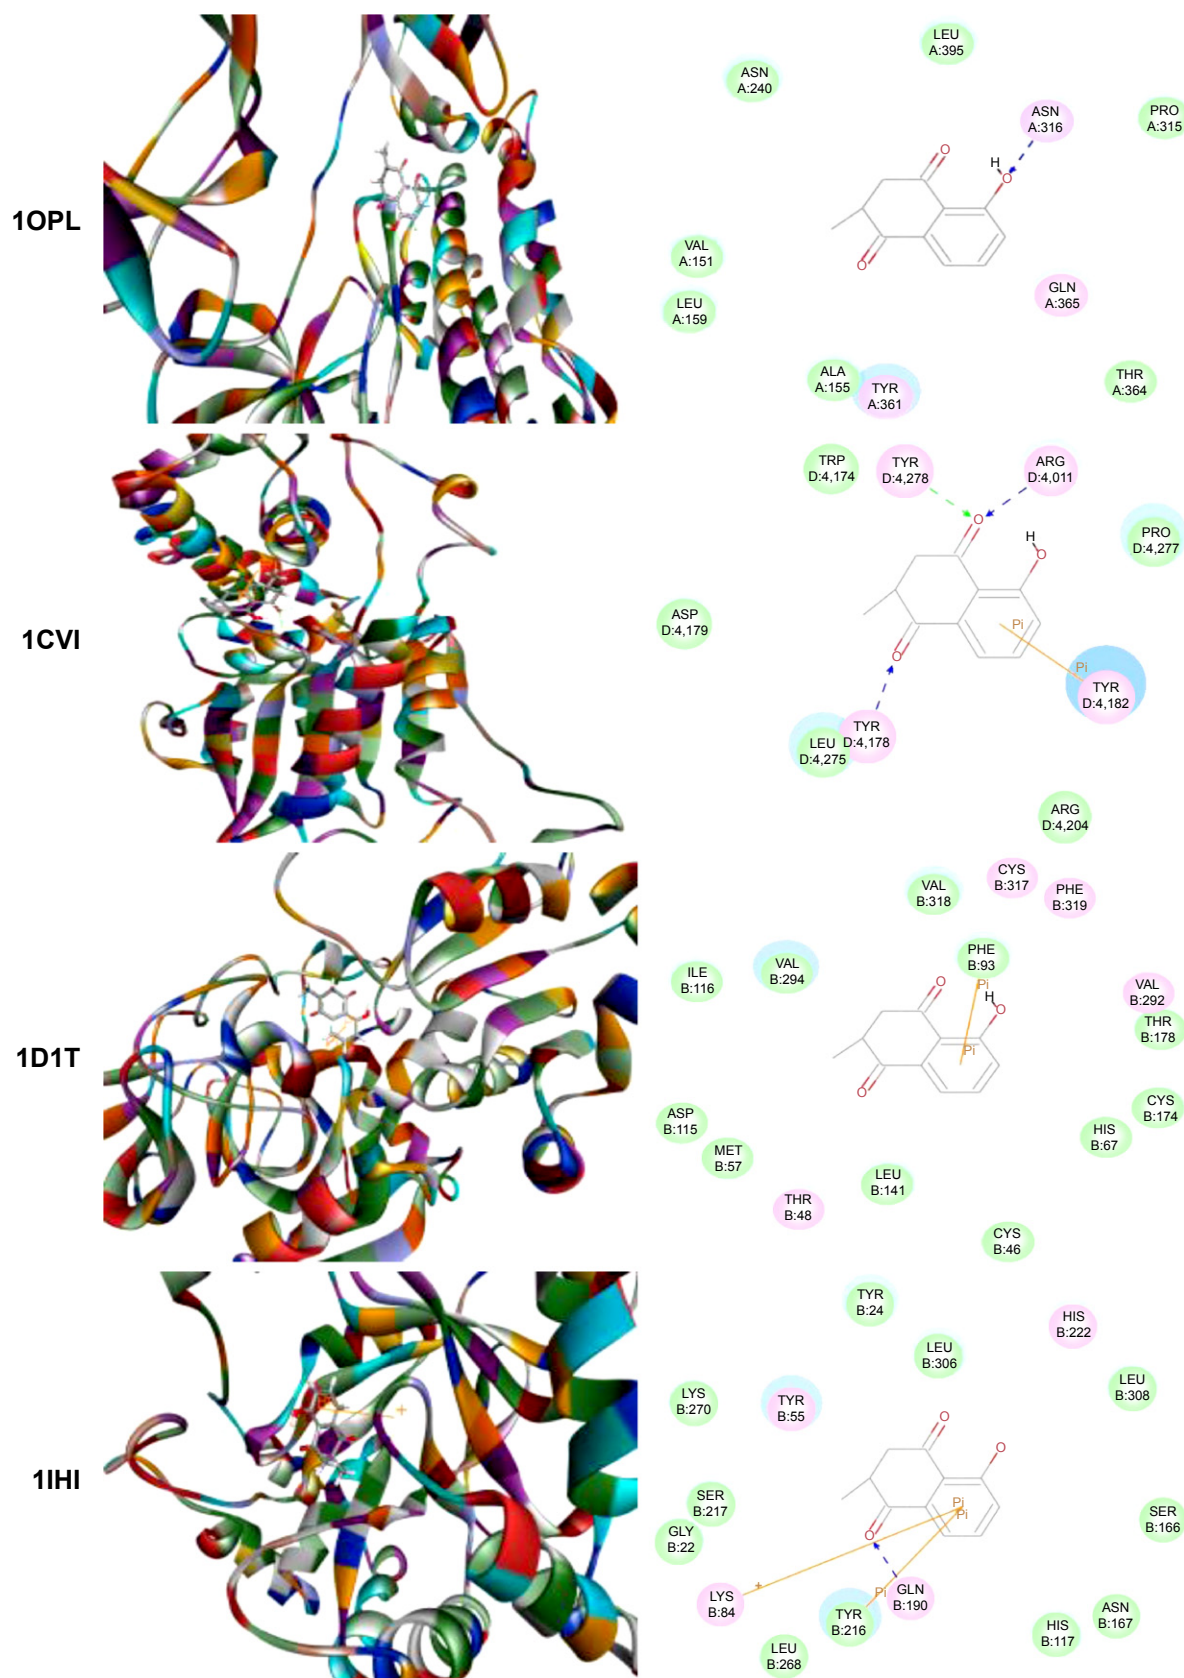 1OPL
LEU
A:395
ASN
A:240
ASN
A:316
PRO
A:315
O
H
O
O
VAL
A:151
LEU
A:159
GLN
A:365
ALA
A:155
TYR
A:361
THR
A:364
1CVI
TRP
D:4,174
TYR
D:4,278
ARG
D:4,011
O
H
O
PRO
D:4,277
ASP
D:4,179
Pi
O
Pi
TYR
D:4,182
LEU
D:4,275
TYR
D:4,178
ARG
D:4,204
1D1T
CYS
B:317
VAL
B:318
PHE
B:319
PHE
B:93
ILE
B:116
VAL
B:294
Pi
VAL
B:292
O
H
O
THR
B:178
Pi
O
ASP
B:115
CYS
B:174
HIS
B:67
MET
B:57
LEU
B:141
THR
B:48
CYS
B:46
1IHI
+
TYR
B:24
HIS
B:222
LEU
B:306
LYS
B:270
TYR
B:55
LEU
B:308
O
O
SER
B:217
Pi
Pi
SER
B:166
GLY
B:22
O
+
LYS
B:84
Pi
GLN
B:190
TYR
B:216
ASN
B:167
HIS
B:117
LEU
B:268